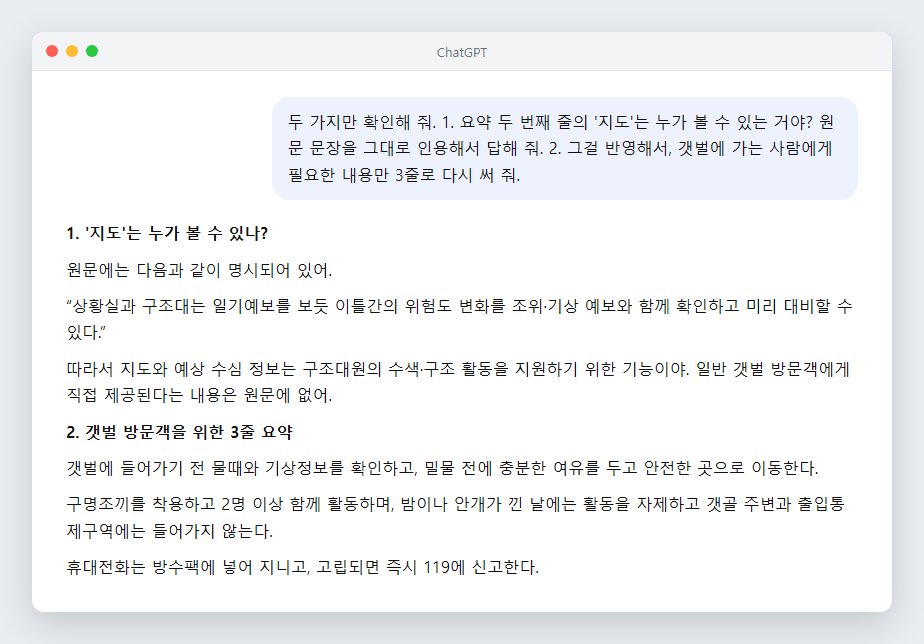 ChatGPT
두 가지만 확인해 줘. 1. 요약 두 번째 줄의 '지도'는 누가 볼 수 있는 거야? 원
문 문장을 그대로 인용해서 답해 줘. 2. 그걸 반영해서, 갯벌에 가는 사람에게
필요한 내용만 3줄로 다시 써 줘.
1. '지도'는 누가 볼 수 있나?
원문에는 다음과 같이 명시되어 있어.
“상황실과 구조대는 일기예보를 보듯 이틀간의 위험도 변화를 조위·기상 예보와 함께 확인하고 미리 대비할 수
있다.”
따라서 지도와 예상 수심 정보는 구조대원의 수색·구조 활동을 지원하기 위한 기능이야. 일반 갯벌 방문객에게
직접 제공된다는 내용은 원문에 없어.
2. 갯벌 방문객을 위한 3줄 요약
갯벌에 들어가기 전 물때와 기상정보를 확인하고, 밀물 전에 충분한 여유를 두고 안전한 곳으로 이동한다.
구명조끼를 착용하고 2명 이상 함께 활동하며, 밤이나 안개가 낀 날에는 활동을 자제하고 갯골 주변과 출입통
제구역에는 들어가지 않는다.
휴대전화는 방수팩에 넣어 지니고, 고립되면 즉시 119에 신고한다.